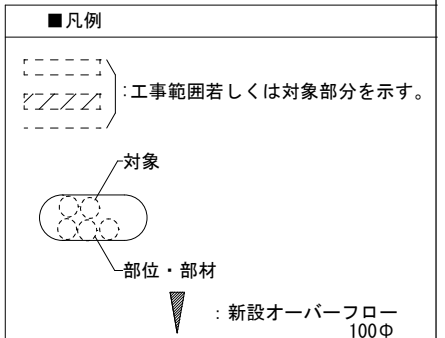 ■凡例
:工事範囲若しくは対象部分を示す。
対象
部位・部材
:新設オーバーフロー
100Φ